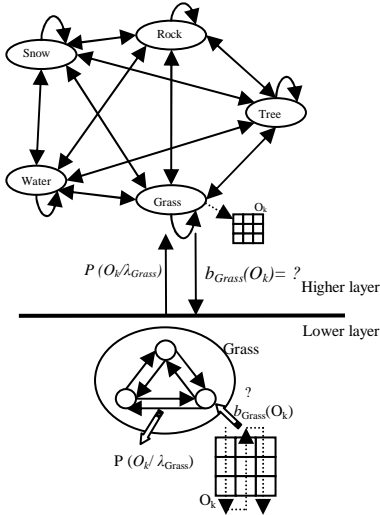 Rock
Snow
Tree
Water
Grass
Oₖ
P (Oₖ/λGrass)
bGrass(Oₖ)= ?
Higher layer
Lower layer
Grass
?
bGrass(Oₖ)
P (Oₖ/ λGrass)
Oₖ